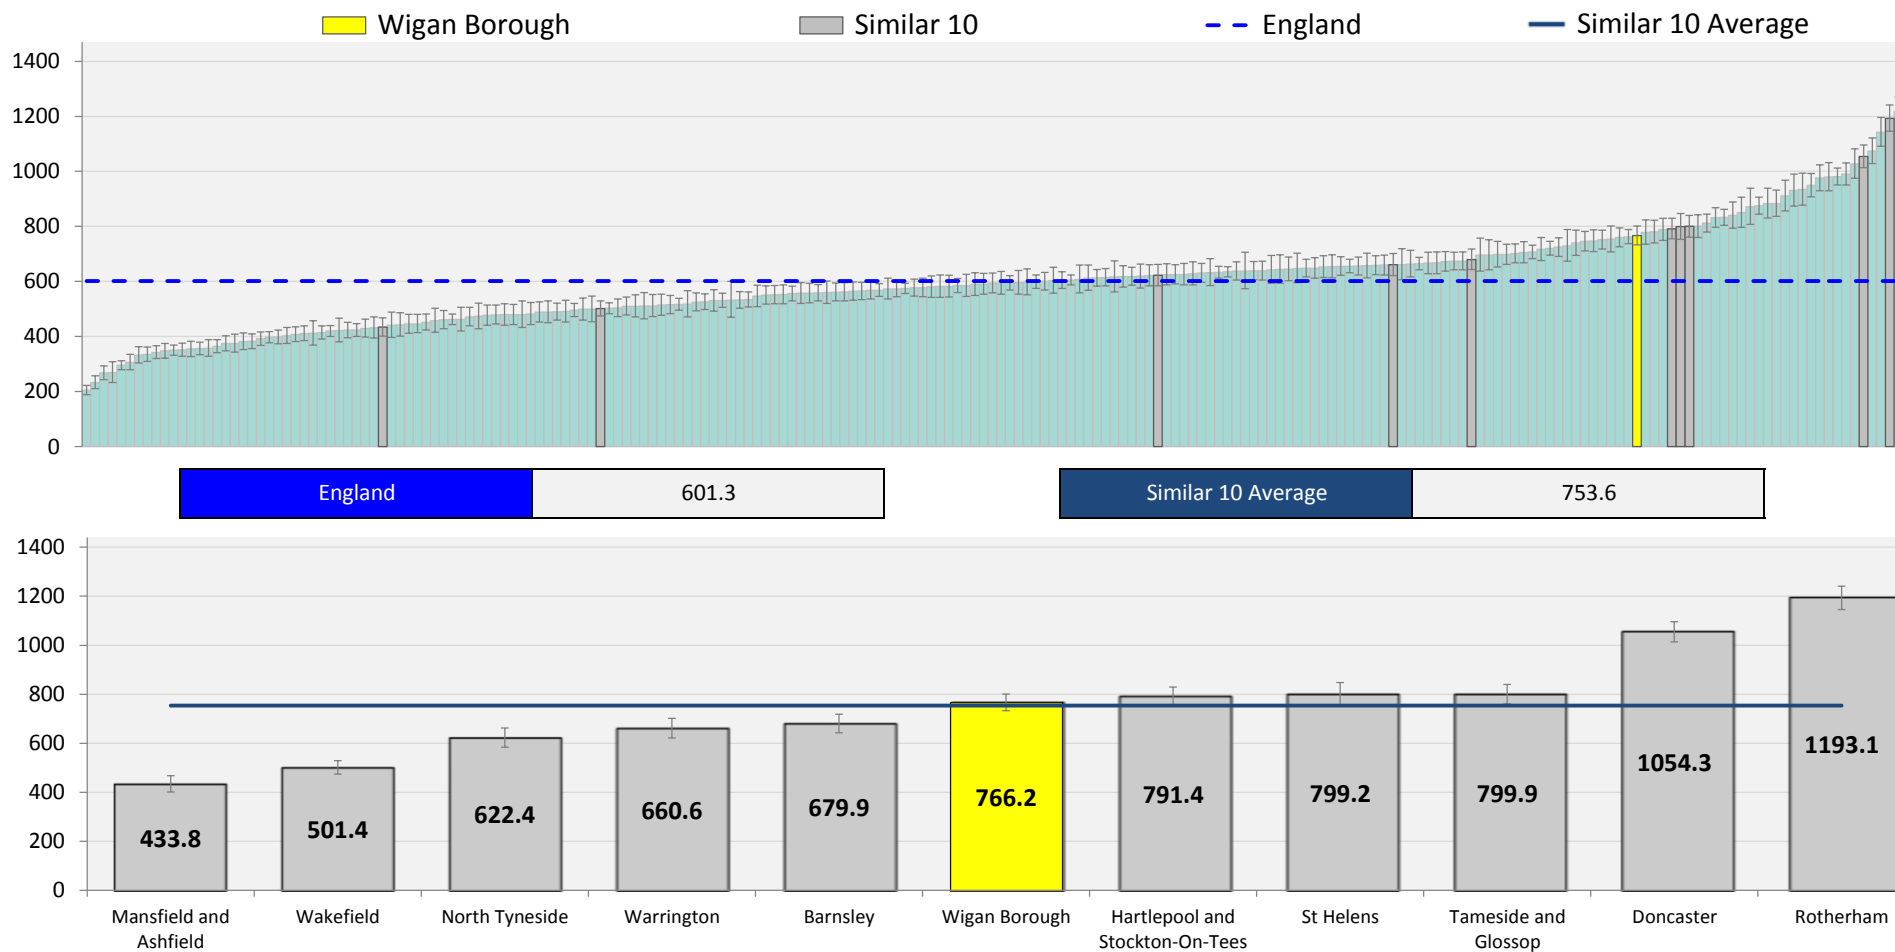 Wigan Borough
Similar 10
England
Similar 10 Average
1400
1200
1000
800
600
400
200
0
England 601.3
Similar 10 Average 753.6
1400
1200
1000
800
600
400
200
0
433.8
501.4
622.4
660.6
679.9
766.2
791.4
799.2
799.9
1054.3
1193.1
Mansfield and
Ashfield
Wakefield
North Tyneside
Warrington
Barnsley
Wigan Borough
Hartlepool and
Stockton-On-Tees
St Helens
Tameside and
Glossop
Doncaster
Rotherham